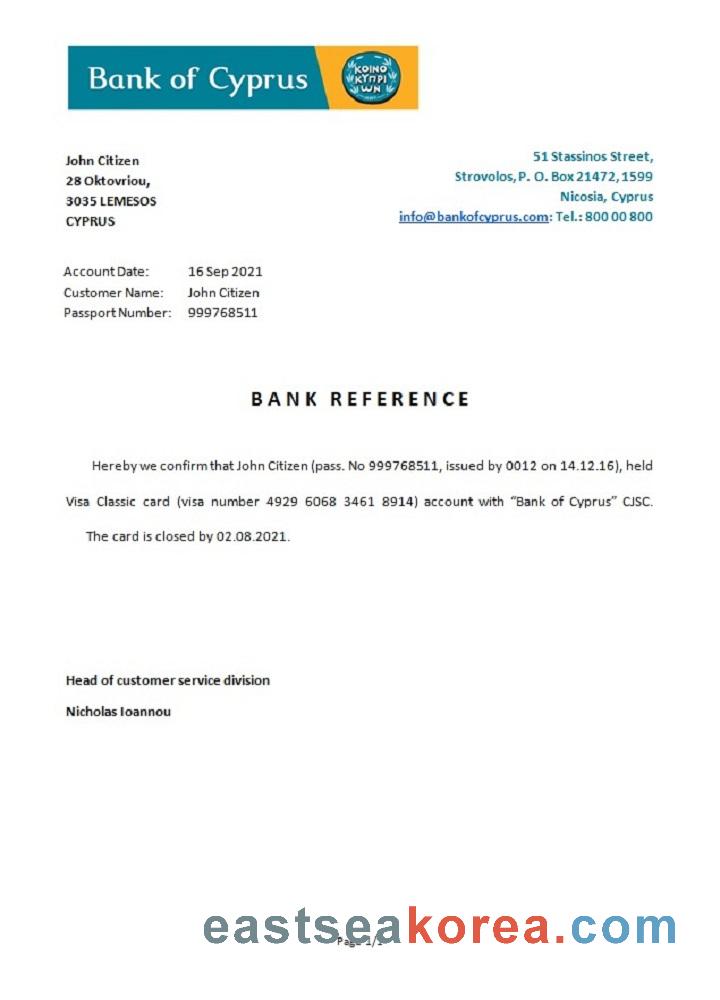 Bank of Cyprus
ΚΟΙΝΟ
ΚΥΠΡΙ
ΩΝ
John Citizen
28 Oktovriou,
3035 LEMESOS
CYPRUS
51 Stassinos Street,
Strovolos, P. O. Box 21472, 1599
Nicosia, Cyprus
info@bankofcyprus.com: Tel.: 800 00 800
Account Date: 16 Sep 2021
Customer Name: John Citizen
Passport Number: 999768511
BANK REFERENCE
Hereby we confirm that John Citizen (pass. No 999768511, issued by 0012 on 14.12.16), held
Visa Classic card (visa number 4929 6068 3461 8914) account with “Bank of Cyprus” CJSC.
The card is closed by 02.08.2021.
Head of customer service division
Nicholas Ioannou
eastseakorea.com
Page 1/1